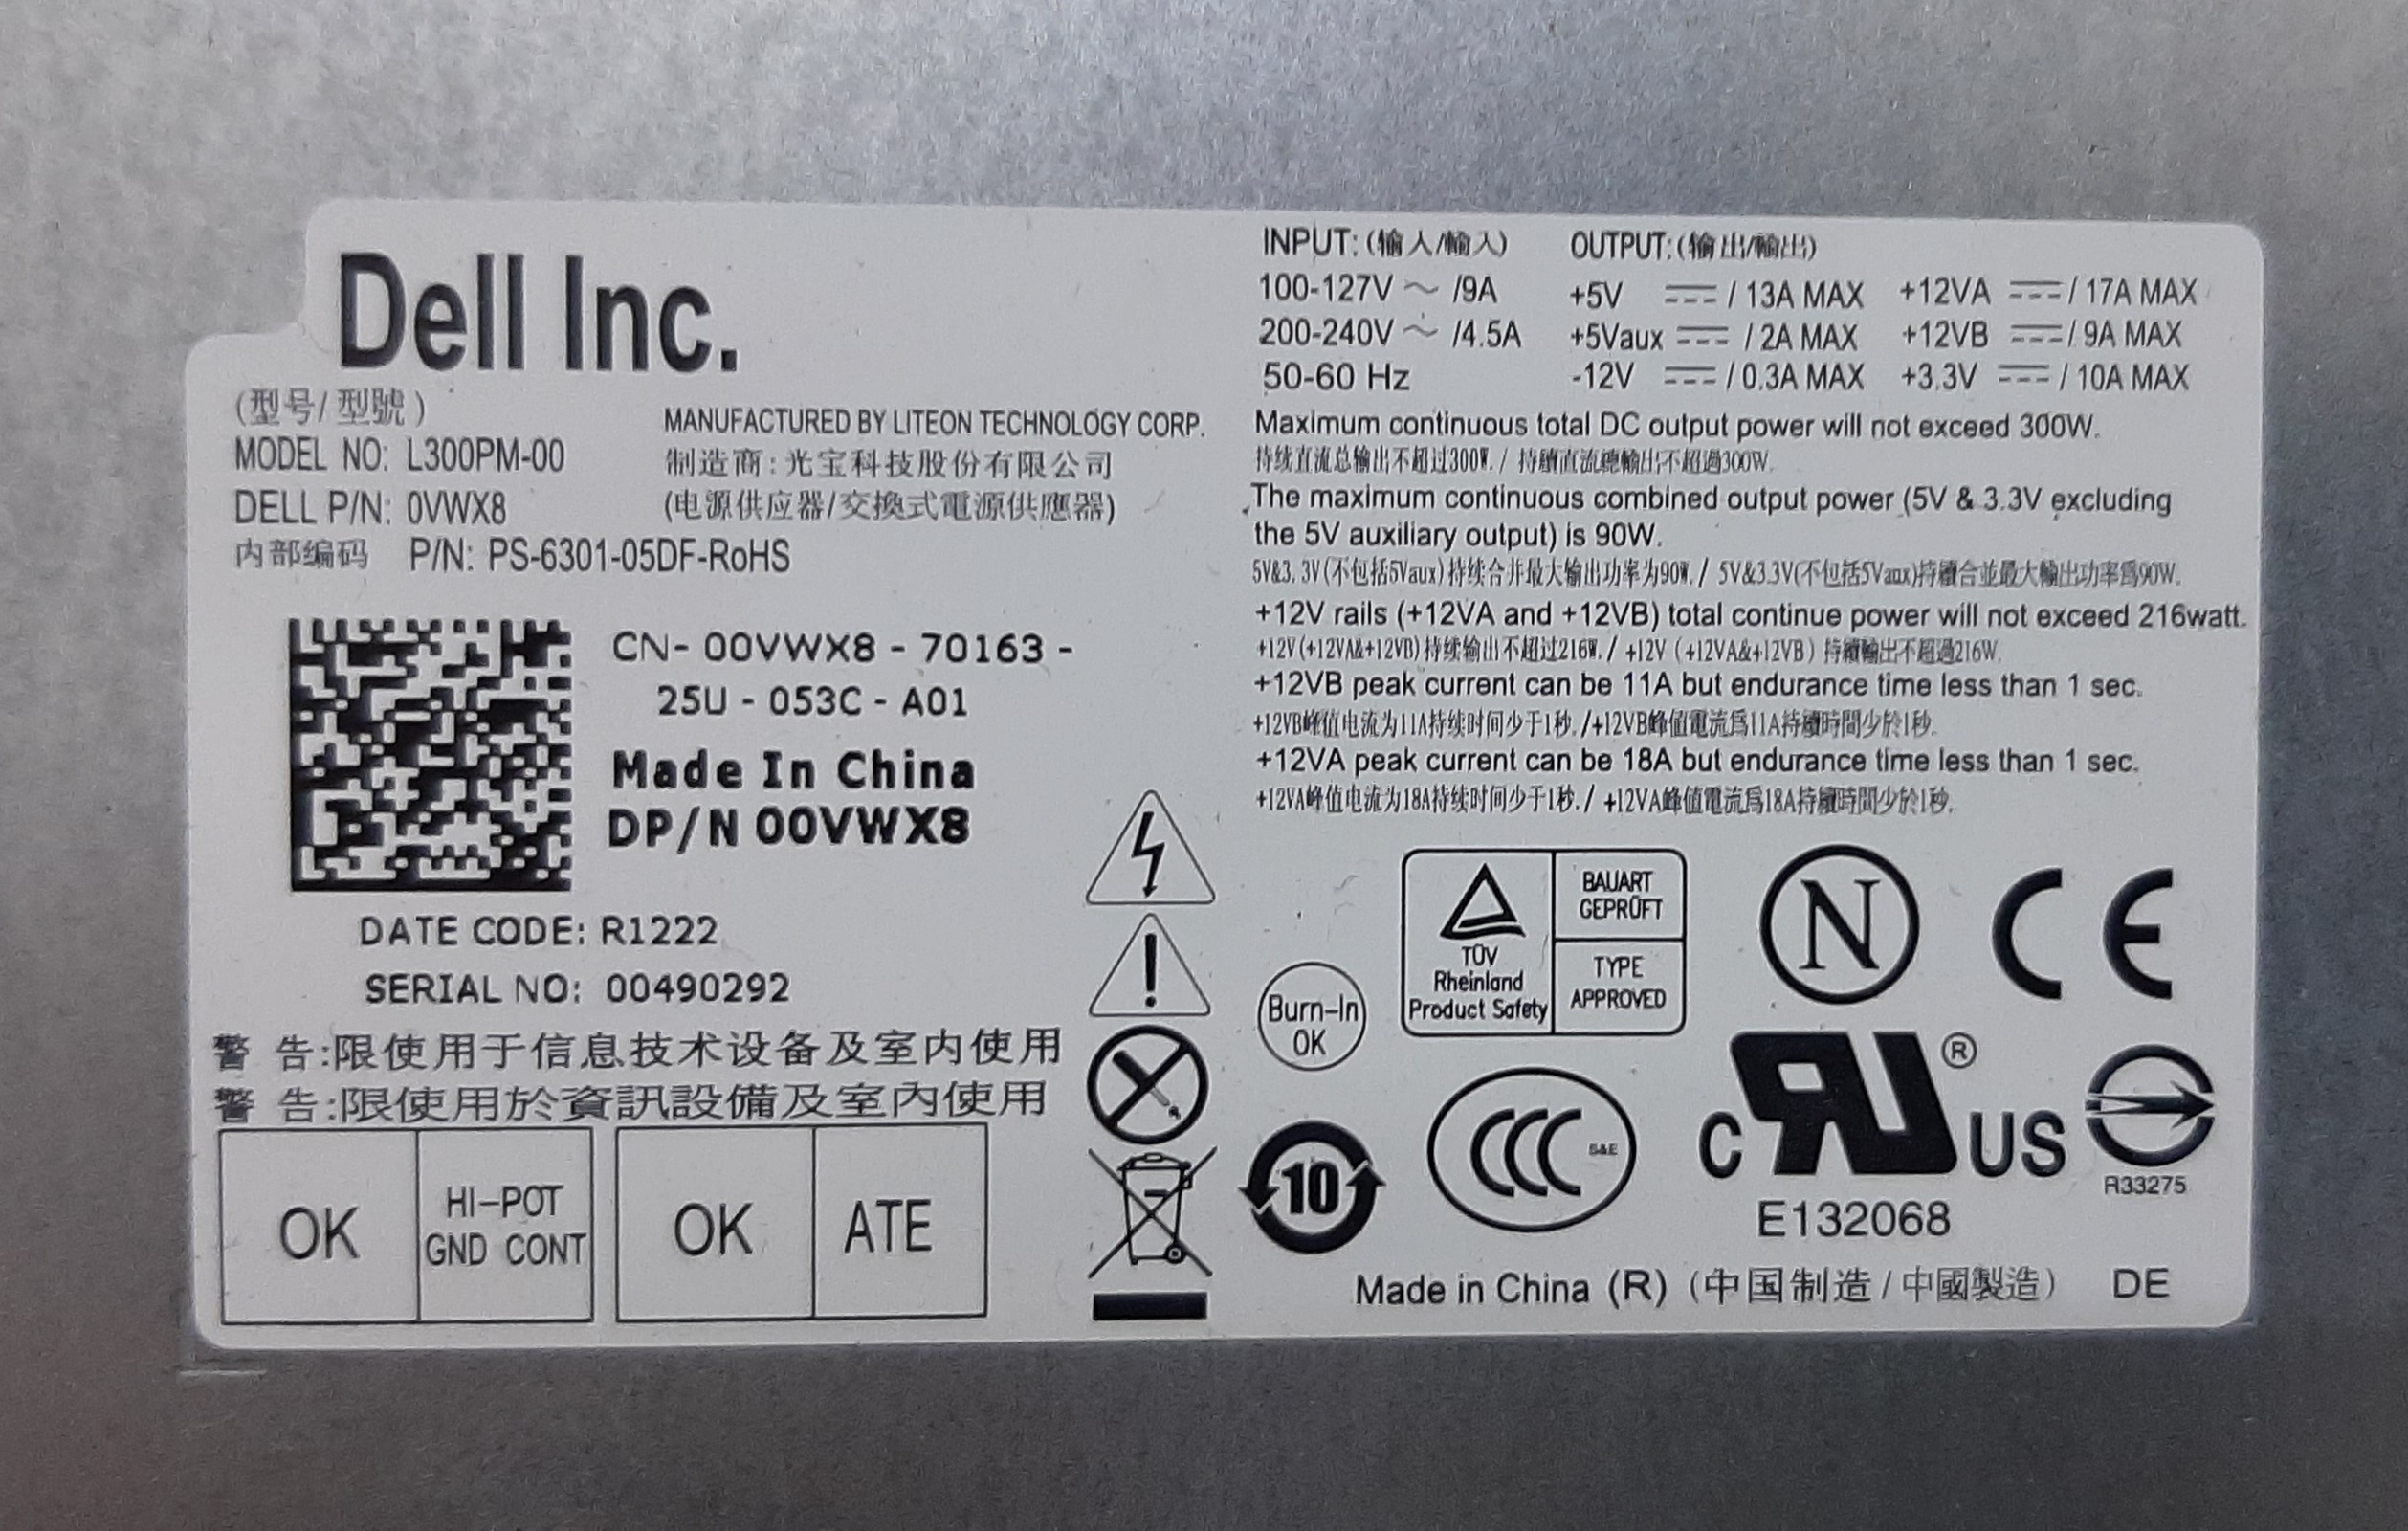 Dell Inc.
(型号/型號)
MODEL NO: L300PM-00
DELL P/N: 0VWX8
内部编码 P/N: PS-6301-05DF-RoHS
MANUFACTURED BY LITEON TECHNOLOGY CORP.
制造商:光宝科技股份有限公司
(电源供应器/交換式電源供應器)
CN- 00VWX8 - 70163 -
25U - 053C - A01
Made In China
DP/N 00VWX8
DATE CODE: R1222
SERIAL NO: 00490292
警 告:限使用于信息技术设备及室内使用
警 告:限使用於資訊設備及室內使用
OK HI-POT GND CONT
OK ATE
INPUT: (输入/輸入)
100-127V ~ /9A
200-240V ~ /4.5A
50-60 Hz
OUTPUT: (输出/輸出)
+5V ⎓ / 13A MAX +12VA ⎓ / 17A MAX
+5Vaux ⎓ / 2A MAX +12VB ⎓ / 9A MAX
-12V ⎓ / 0.3A MAX +3.3V ⎓ / 10A MAX
Maximum continuous total DC output power will not exceed 300W.
持续直流总输出不超过300W. / 持續直流總輸出不超過300W.
The maximum continuous combined output power (5V & 3.3V excluding
the 5V auxiliary output) is 90W.
5V&3.3V(不包括5Vaux)持续合并最大输出功率为90W. / 5V&3.3V(不包括5Vaux)持續合並最大輸出功率爲90W.
+12V rails (+12VA and +12VB) total continue power will not exceed 216watt.
+12V(+12VA&+12VB)持续输出不超过216W. / +12V (+12VA&+12VB) 持續輸出不超過216W.
+12VB peak current can be 11A but endurance time less than 1 sec.
+12VB峰值电流为11A持续时间少于1秒. /+12VB峰值電流爲11A持續時間少於1秒.
+12VA peak current can be 18A but endurance time less than 1 sec.
+12VA峰值电流为18A持续时间少于1秒. / +12VA峰値電流爲18A持續時間少於1秒.
Burn-In
OK
TÜV
Rheinland
Product Safety
BAUART
GEPRÜFT
TYPE
APPROVED
N
CE
10
CCC S&E
C RU US ®
E132068
R33275
Made in China (R) (中国制造/中國製造) DE